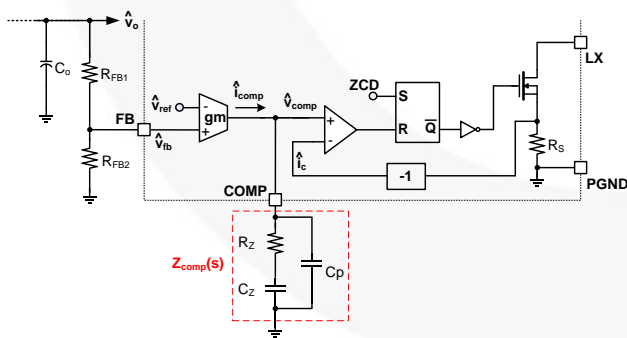 v̂o
Co
RFB1
FB
RFB2
v̂ref
-
gm
+
v̂fb
îcomp
v̂comp
+
-
îc
ZCD
S
R
Q̅
LX
RS
-1
PGND
COMP
Zcomp(s)
RZ
CZ
Cp